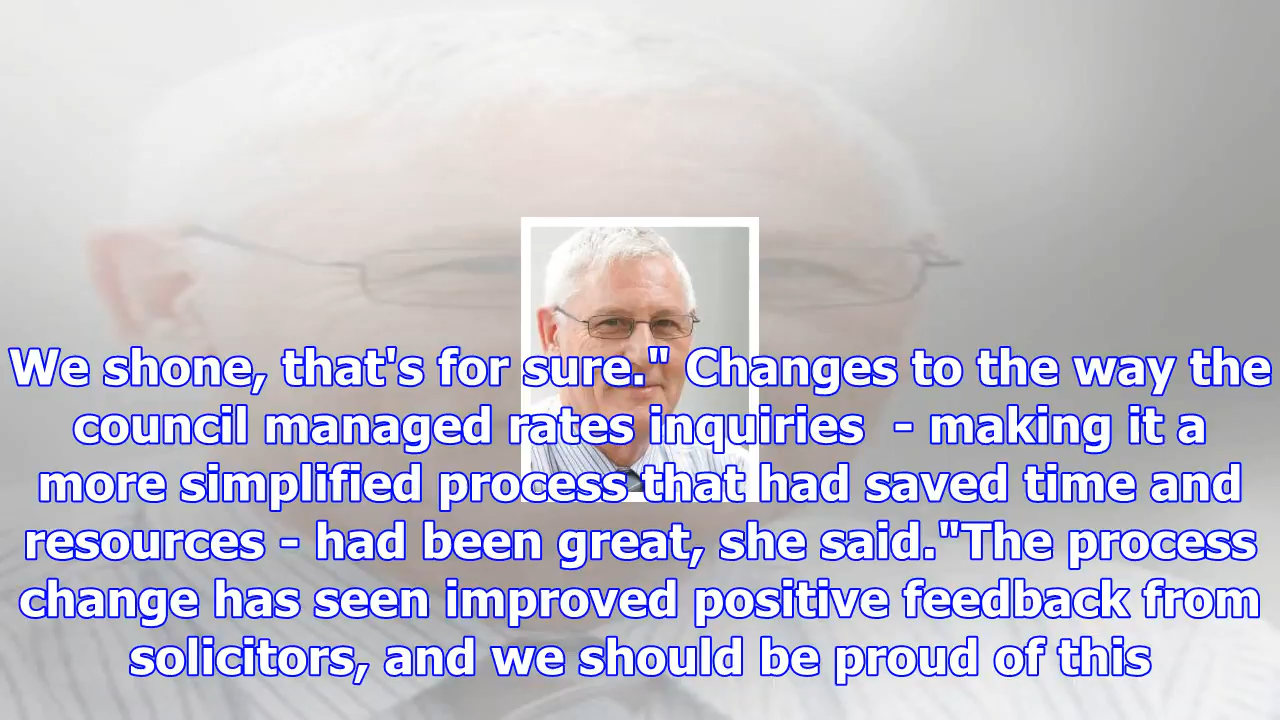 We shone, that's for sure." Changes to the way the
council managed rates inquiries  - making it a
more simplified process that had saved time and
resources - had been great, she said."The process
change has seen improved positive feedback from
solicitors, and we should be proud of this